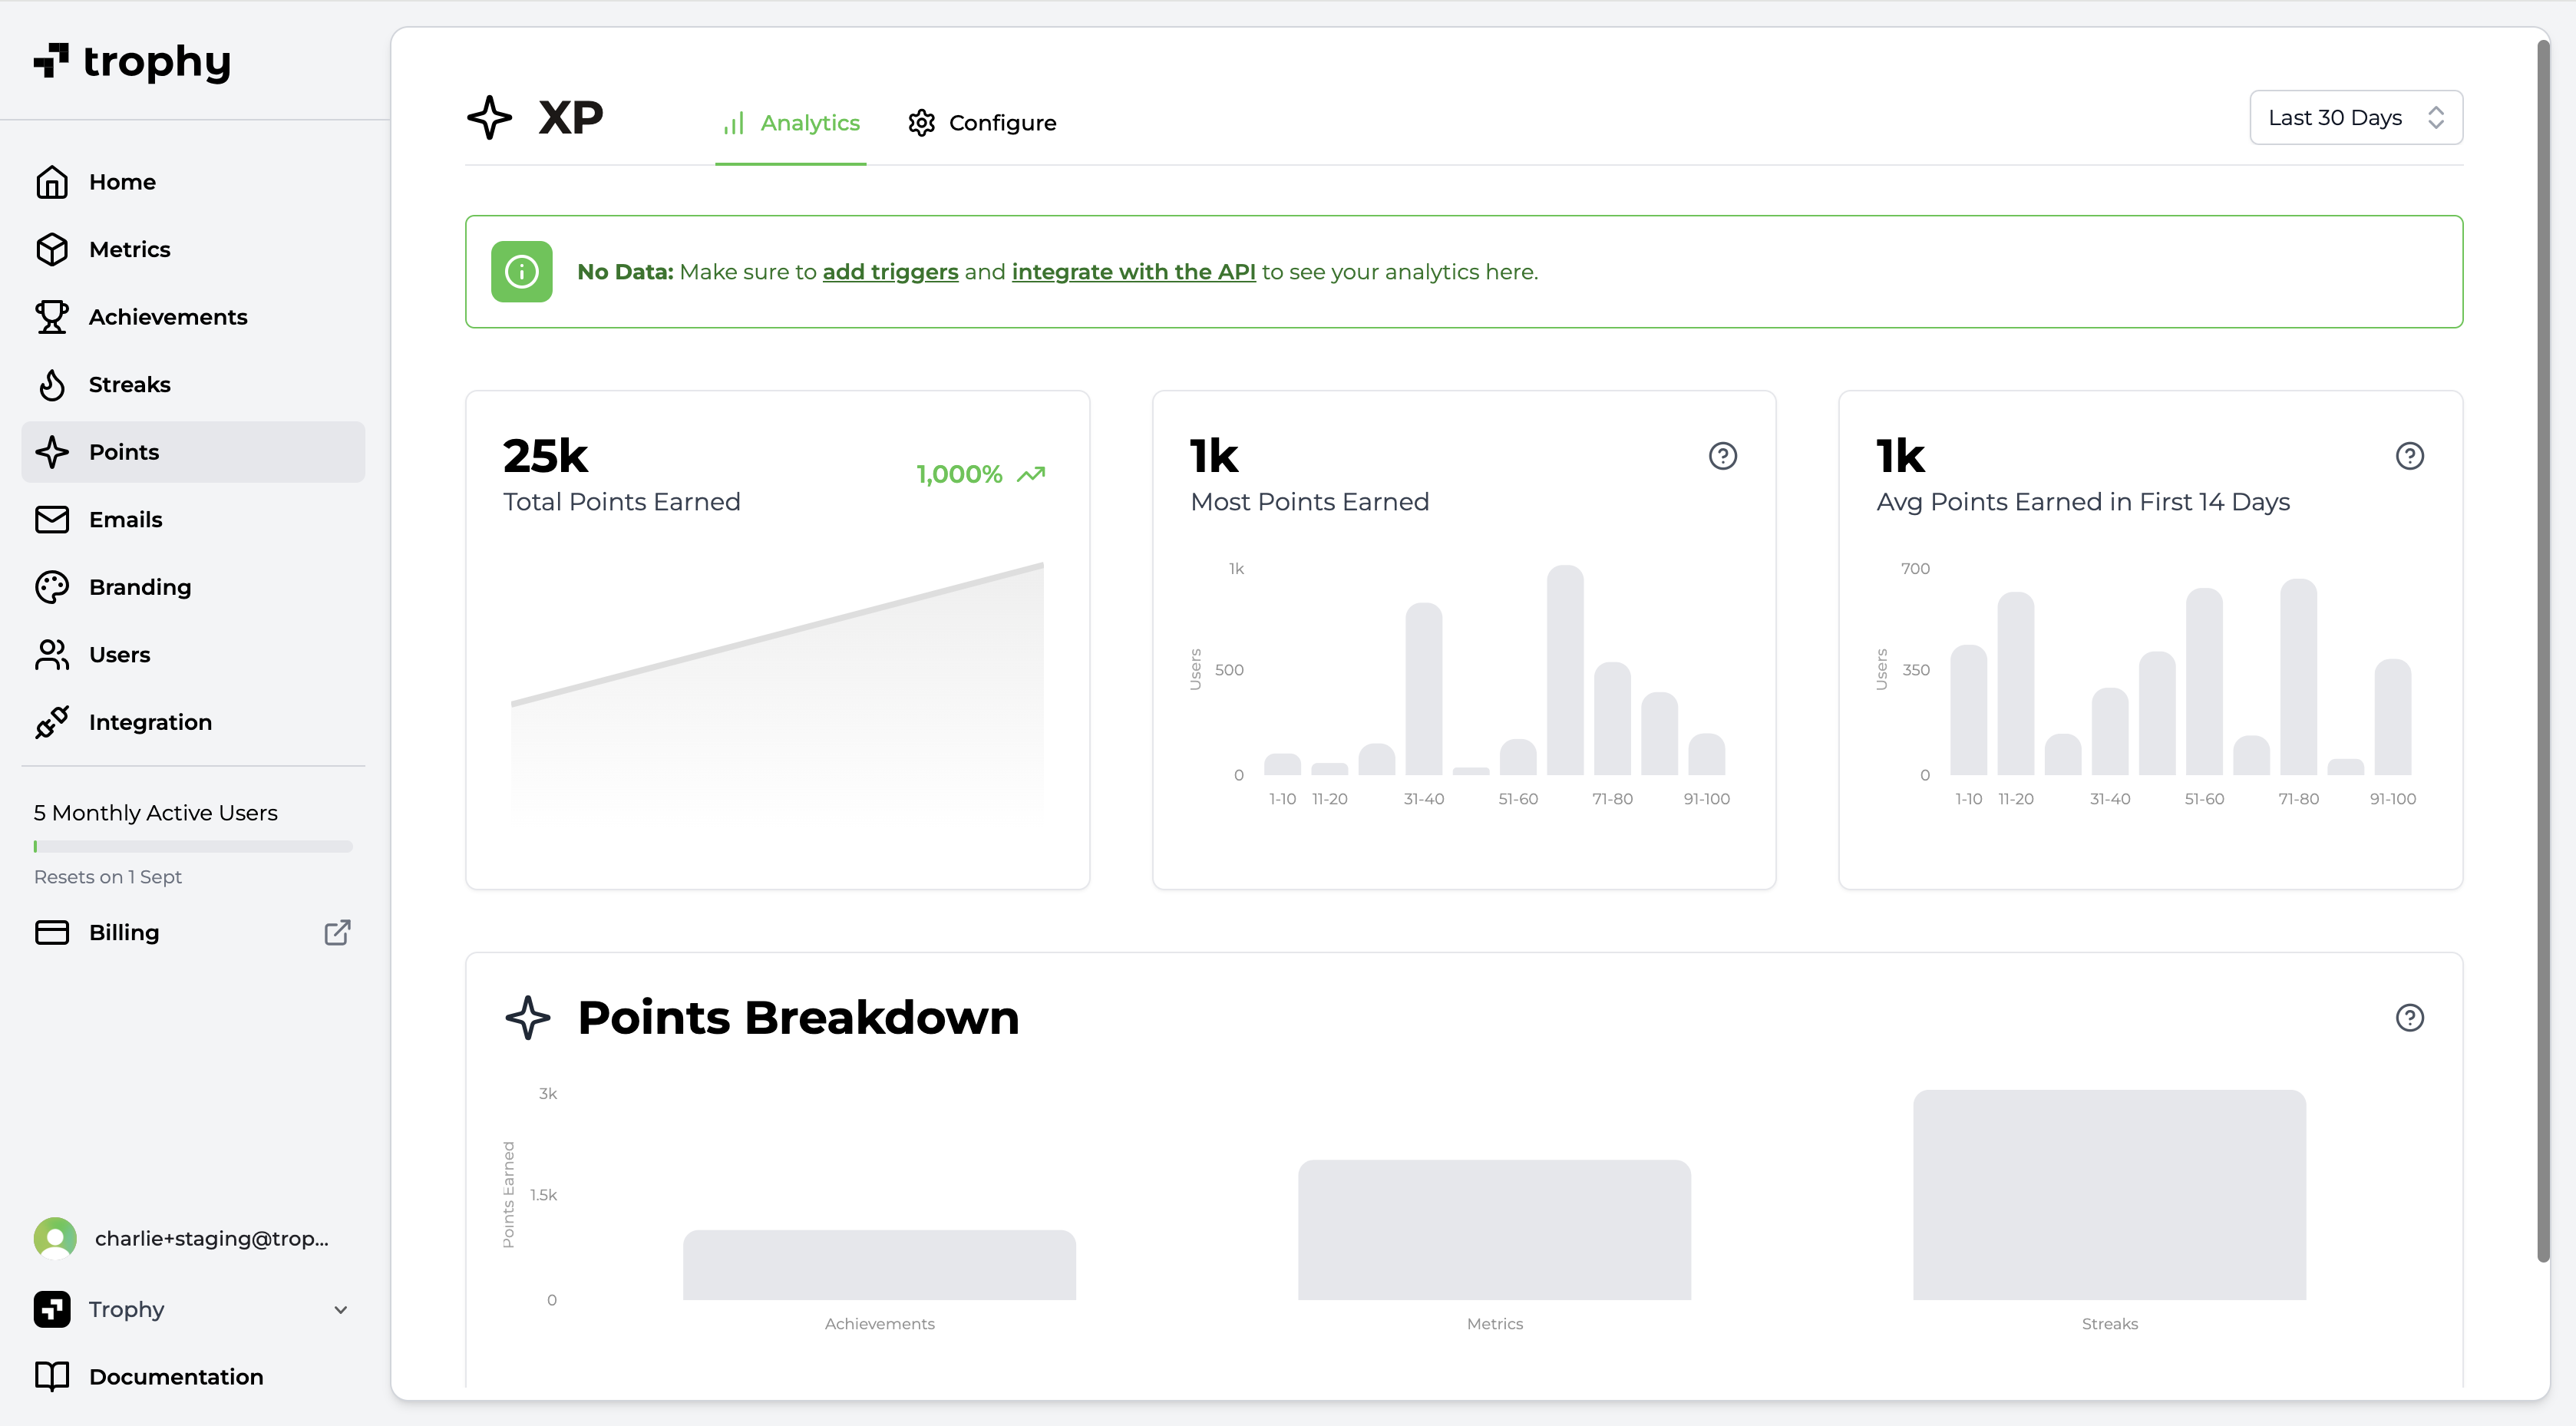 trophy
Home
Metrics
Achievements
Streaks
Points
Emails
Branding
Users
Integration
5 Monthly Active Users
Resets on 1 Sept
Billing
charlie+staging@trop...
Trophy
Documentation
XP
Analytics
Configure
Last 30 Days
No Data: Make sure to add triggers and integrate with the API to see your analytics here.
25k
1,000%
Total Points Earned
1k
Most Points Earned
1k
500
0
Users
1-10 11-20 31-40 51-60 71-80 91-100
1k
Avg Points Earned in First 14 Days
700
350
0
Users
1-10 11-20 31-40 51-60 71-80 91-100
Points Breakdown
3k
1.5k
0
Points Earned
Achievements Metrics Streaks